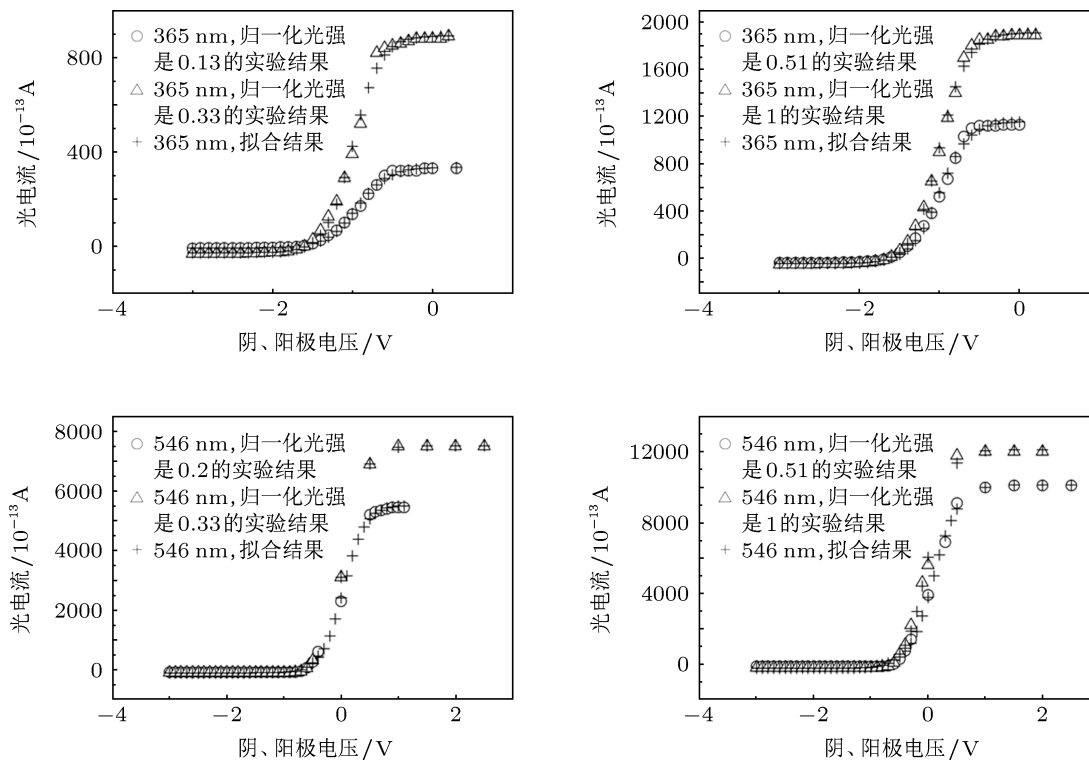 光电流/10⁻¹³ A
800
400
0
○ 365 nm, 归一化光强
是0.13的实验结果
△ 365 nm, 归一化光强
是0.33的实验结果
+ 365 nm, 拟合结果
−4 −2 0
阴、阳极电压/V
光电流/10⁻¹³ A
2000
1600
1200
800
400
0
○ 365 nm, 归一化光强
是0.51的实验结果
△ 365 nm, 归一化光强
是1的实验结果
+ 365 nm, 拟合结果
−4 −2 0
阴、阳极电压/V
光电流/10⁻¹³ A
8000
6000
4000
2000
0
○ 546 nm, 归一化光强
是0.2的实验结果
△ 546 nm, 归一化光强
是0.33的实验结果
+ 546 nm, 拟合结果
−4 −2 0 2
阴、阳极电压/V
光电流/10⁻¹³ A
12000
8000
4000
0
○ 546 nm, 归一化光强
是0.51的实验结果
△ 546 nm, 归一化光强
是1的实验结果
+ 546 nm, 拟合结果
−4 −2 0 2
阴、阳极电压/V